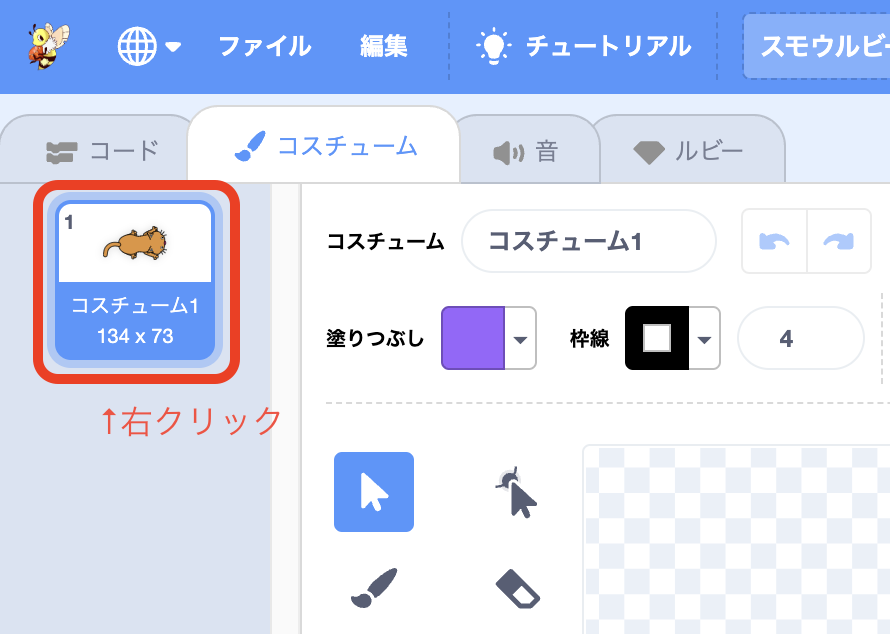 ファイル
編集
チュートリアル
スモウルビー
コード
コスチューム
音
ルビー
1
コスチューム1
134 x 73
↑右クリック
コスチューム
コスチューム1
塗りつぶし
枠線
4